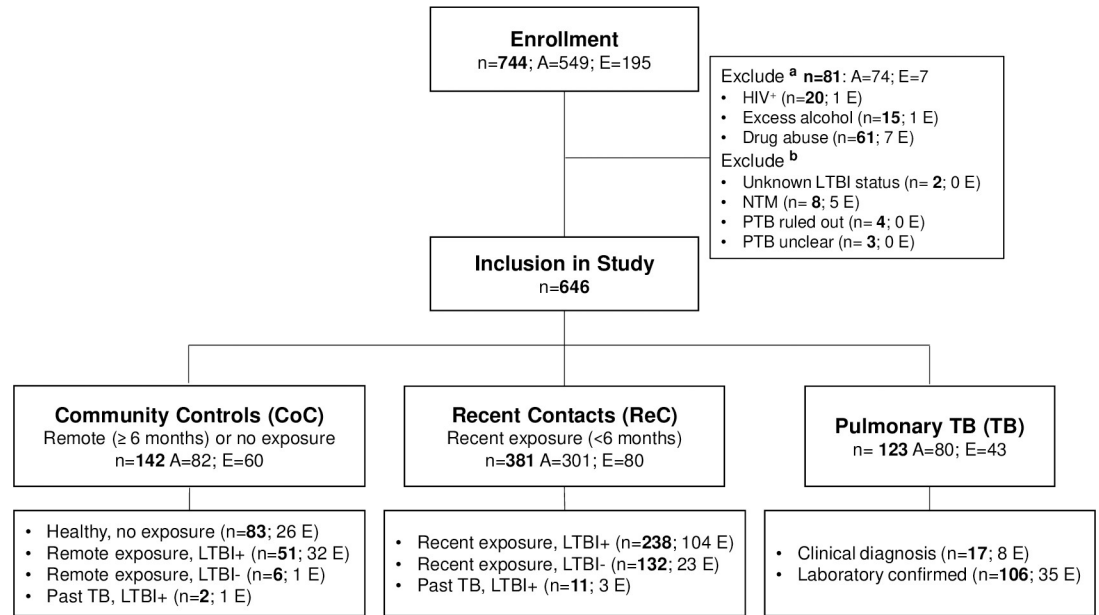 Enrollment
n=744; A=549; E=195
Exclude a n=81: A=74; E=7
• HIV+ (n=20; 1 E)
• Excess alcohol (n=15; 1 E)
• Drug abuse (n=61; 7 E)
Exclude b
• Unknown LTBI status (n= 2; 0 E)
• NTM (n= 8; 5 E)
• PTB ruled out (n= 4; 0 E)
• PTB unclear (n= 3; 0 E)
Inclusion in Study
n=646
Community Controls (CoC)
Remote (≥ 6 months) or no exposure
n=142 A=82; E=60
Recent Contacts (ReC)
Recent exposure (<6 months)
n=381 A=301; E=80
Pulmonary TB (TB)
n= 123 A=80; E=43
• Healthy, no exposure (n=83; 26 E)
• Remote exposure, LTBI+ (n=51; 32 E)
• Remote exposure, LTBI- (n=6; 1 E)
• Past TB, LTBI+ (n=2; 1 E)
• Recent exposure, LTBI+ (n=238; 104 E)
• Recent exposure, LTBI- (n=132; 23 E)
• Past TB, LTBI+ (n=11; 3 E)
• Clinical diagnosis (n=17; 8 E)
• Laboratory confirmed (n=106; 35 E)